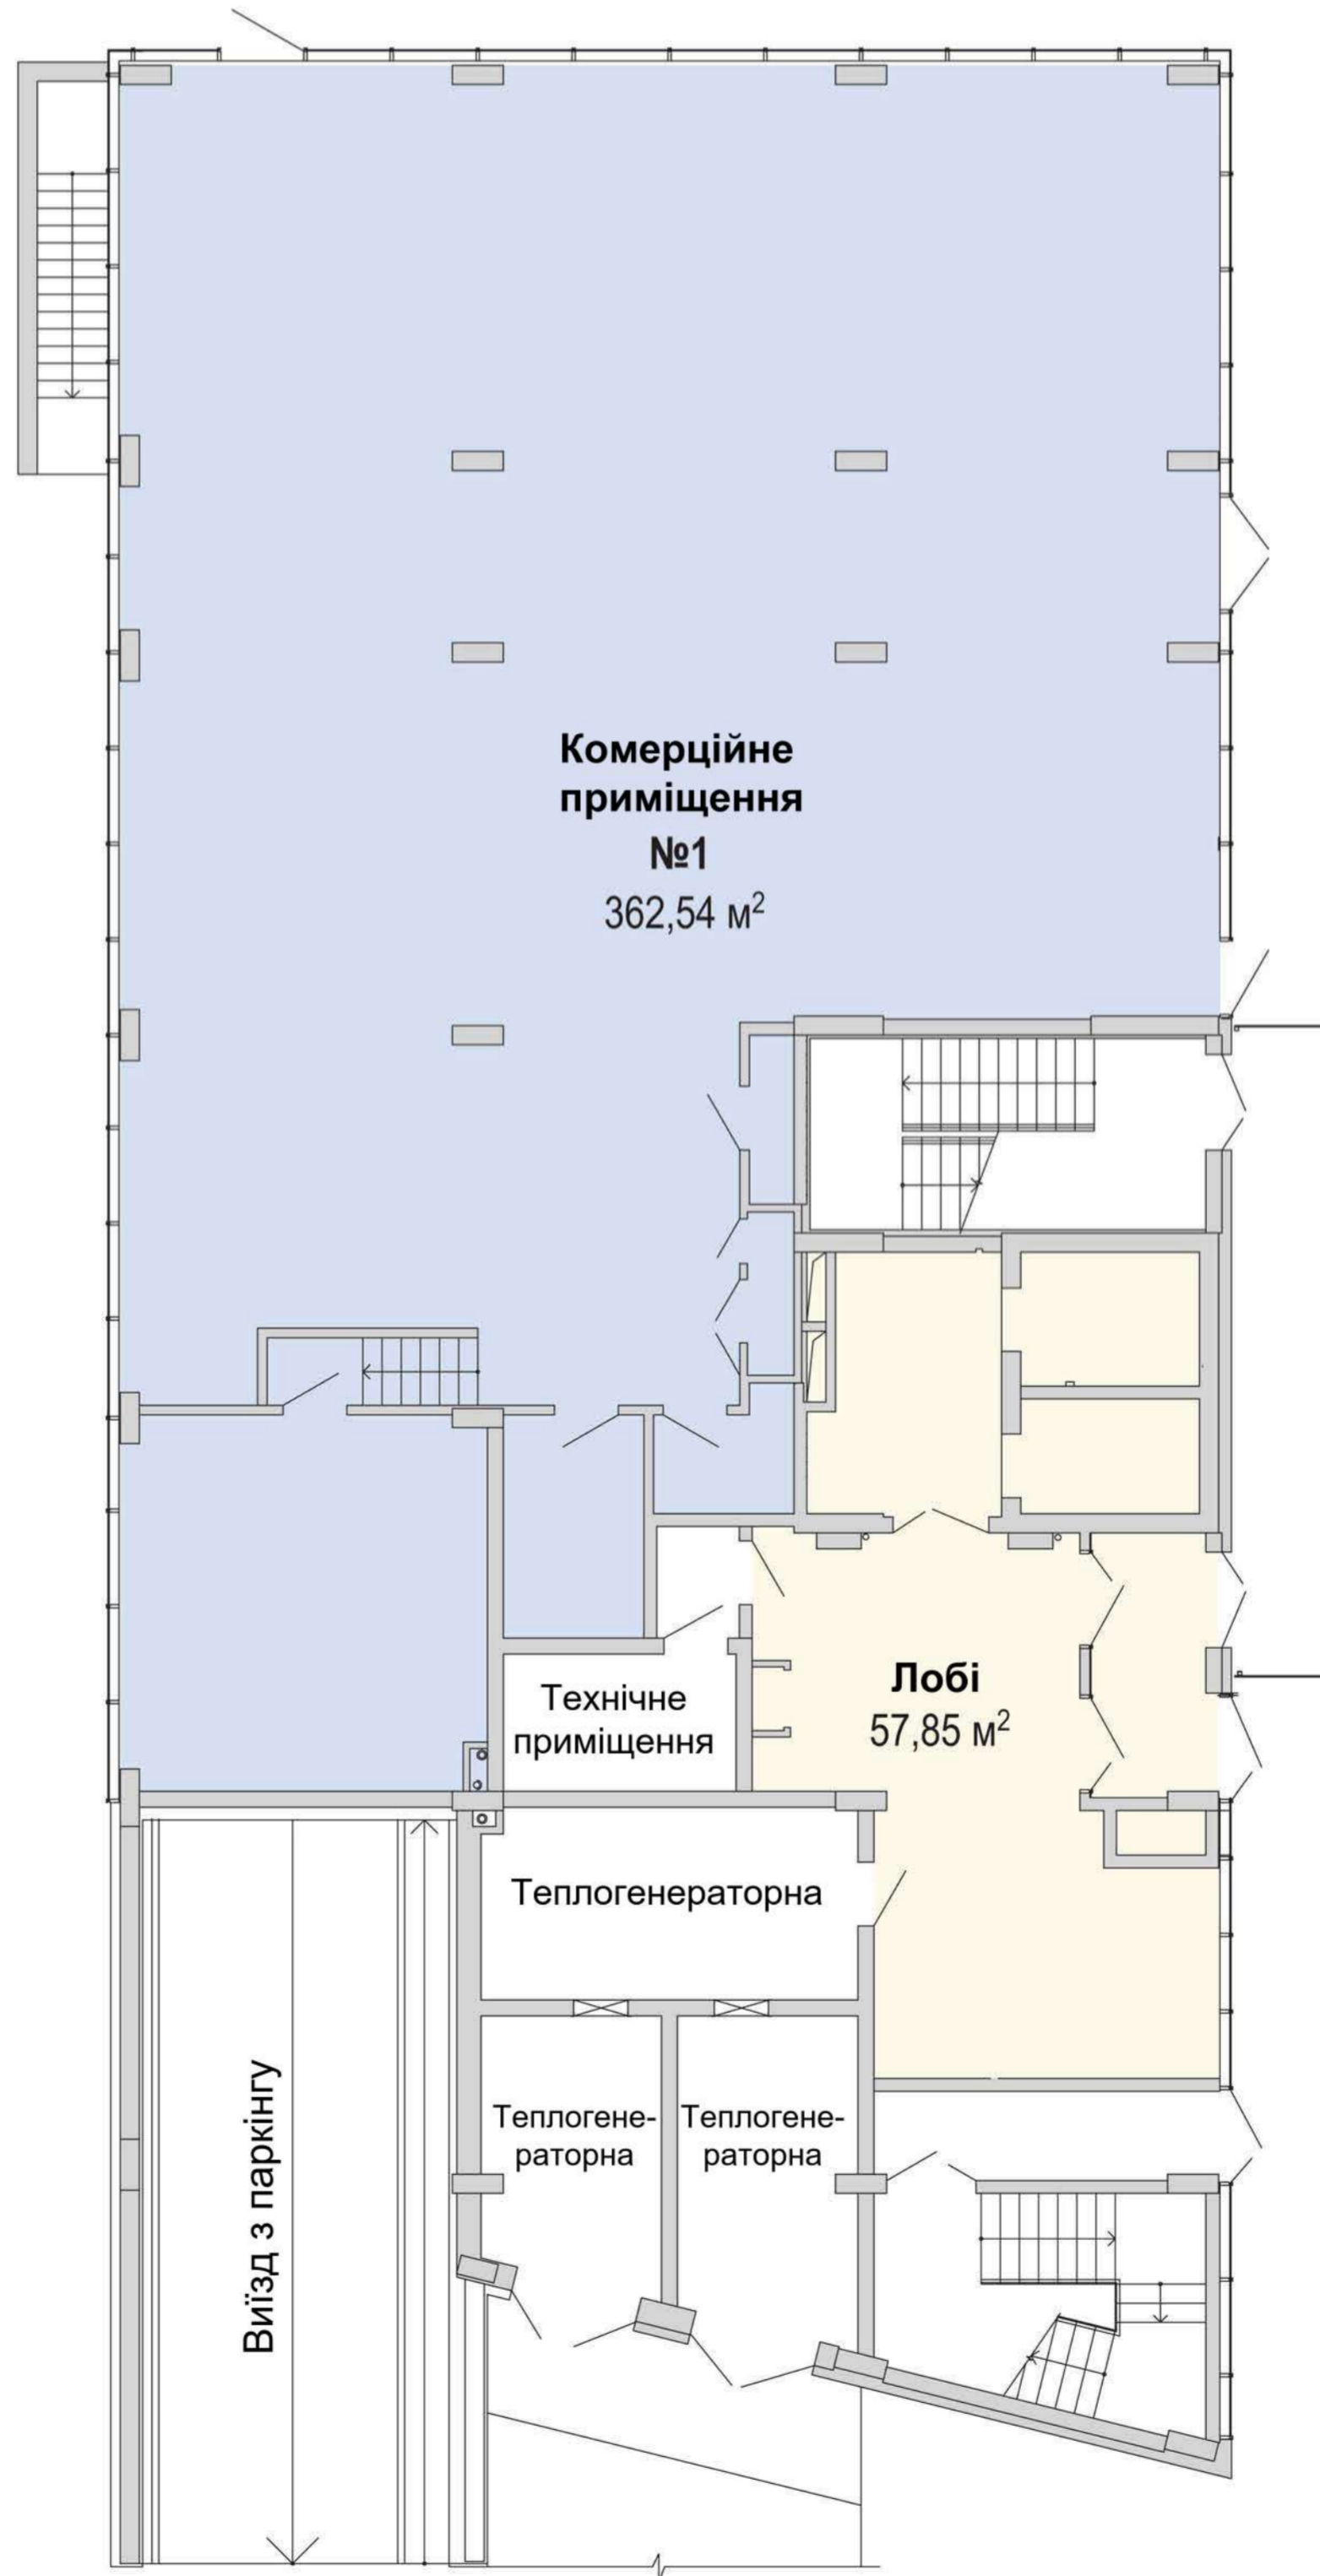 Комерційне
приміщення
№1
362,54 м²
Лобі
57,85 м²
Технічне
приміщення
Теплогенераторна
Теплогене-
раторна
Теплогене-
раторна
Виїзд з паркінгу